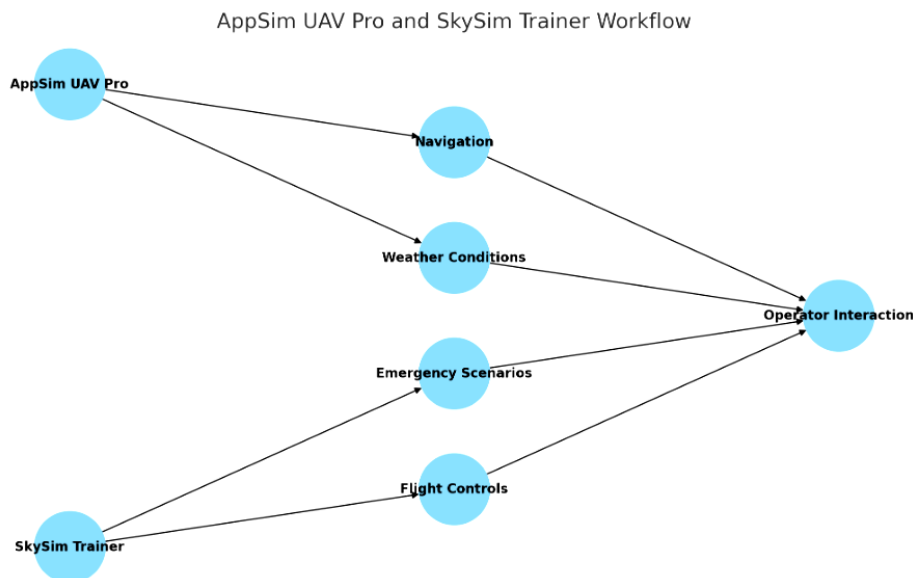 AppSim UAV Pro and SkySim Trainer Workflow
AppSim UAV Pro
Navigation
Weather Conditions
Operator Interaction
Emergency Scenarios
Flight Controls
SkySim Trainer